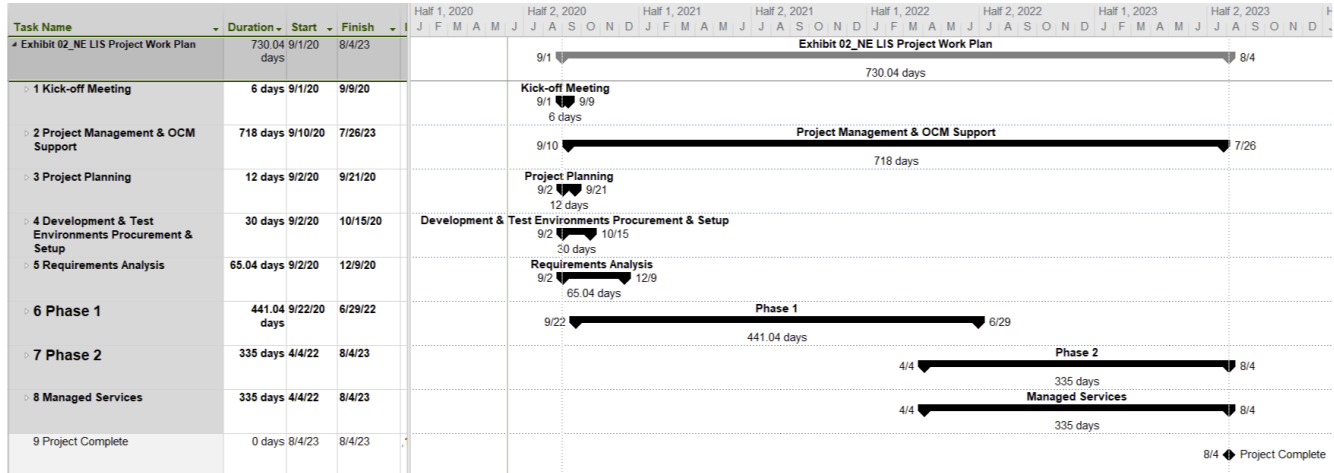 Half 1, 2020 Half 2, 2020 Half 1, 2021 Half 2, 2021 Half 1, 2022 Half 2, 2022 Half 1, 2023 Half 2, 2023 H
Task Name Duration Start Finish J F M A M J J A S O N D J F M A M J J A S O N D J F M A M J J A S O N D J F M A M J J A S O N D J
Exhibit 02_NE LIS Project Work Plan 730.04 days 9/1/20 8/4/23
Exhibit 02_NE LIS Project Work Plan
9/1 8/4
730.04 days
1 Kick-off Meeting 6 days 9/1/20 9/9/20
Kick-off Meeting
9/1 9/9
6 days
2 Project Management & OCM
Support
718 days 9/10/20 7/26/23
Project Management & OCM Support
9/10 7/26
718 days
3 Project Planning 12 days 9/2/20 9/21/20
Project Planning
9/2 9/21
12 days
4 Development & Test
Environments Procurement &
Setup
30 days 9/2/20 10/15/20
Development & Test Environments Procurement & Setup
9/2 10/15
30 days
5 Requirements Analysis 65.04 days 9/2/20 12/9/20
Requirements Analysis
9/2 12/9
65.04 days
6 Phase 1 441.04 days 9/22/20 6/29/22
Phase 1
9/22 6/29
441.04 days
7 Phase 2 335 days 4/4/22 8/4/23
Phase 2
4/4 8/4
335 days
8 Managed Services 335 days 4/4/22 8/4/23
Managed Services
4/4 8/4
335 days
9 Project Complete 0 days 8/4/23 8/4/23
8/4 Project Complete